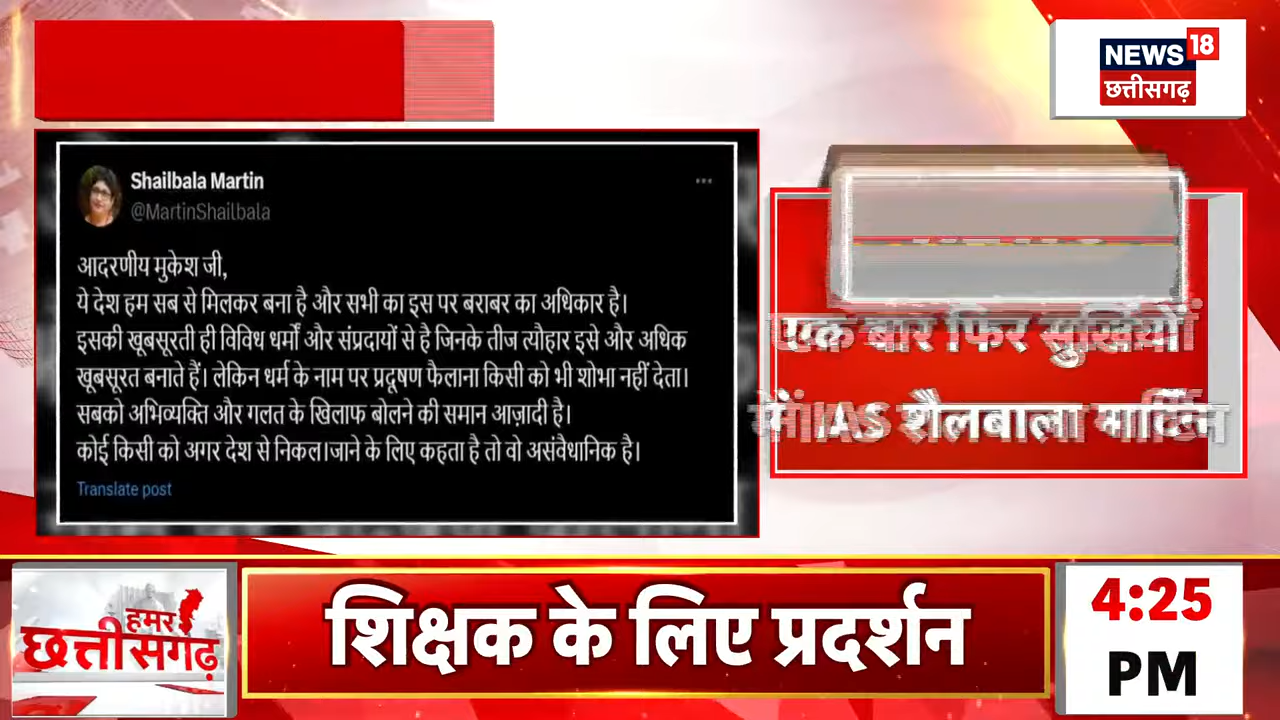 NEWS 18
छत्तीसगढ़
Shailbala Martin
@MartinShailbala
आदरणीय मुकेश जी,
ये देश हम सब से मिलकर बना है और सभी का इस पर बराबर का अधिकार है।
इसकी खूबसूरती ही विविध धर्मों और संप्रदायों से है जिनके तीज त्यौहार इसे और अधिक
खूबसूरत बनाते हैं। लेकिन धर्म के नाम पर प्रदूषण फैलाना किसी को भी शोभा नहीं देता।
सबको अभिव्यक्ति और गलत के खिलाफ बोलने की समान आज़ादी है।
कोई किसी को अगर देश से निकल।जाने के लिए कहता है तो वो असंवैधानिक है।
Translate post
एक बार फिर सुर्खियों
में IAS शैलबाला मार्टिन
हमर
छत्तीसगढ़
शिक्षक के लिए प्रदर्शन
4:25
PM